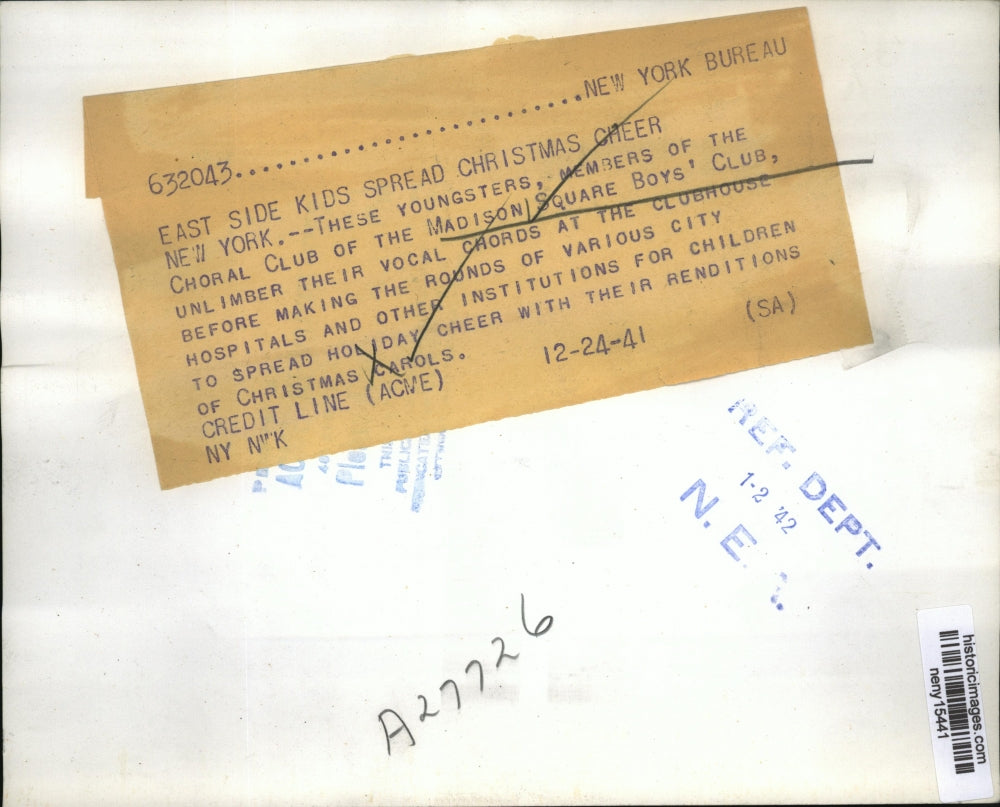 632043......................................NEW YORK BUREAU
EAST SIDE KIDS SPREAD CHRISTMAS CHEER
NEW YORK.--THESE YOUNGSTERS, MEMBERS OF THE
CHORAL CLUB OF THE MADISON SQUARE BOYS' CLUB,
UNLIMBER THEIR VOCAL CHORDS AT THE CLUBHOUSE
BEFORE MAKING THE ROUNDS OF VARIOUS CITY
HOSPITALS AND OTHER INSTITUTIONS FOR CHILDREN
TO SPREAD HOLIDAY CHEER WITH THEIR RENDITIONS
OF CHRISTMAS CAROLS.
CREDIT LINE (ACME) 12-24-41 (SA)
NY
REF. DEPT.
1-2 '42
N. E.
A27726
historicimages.com
neny15441